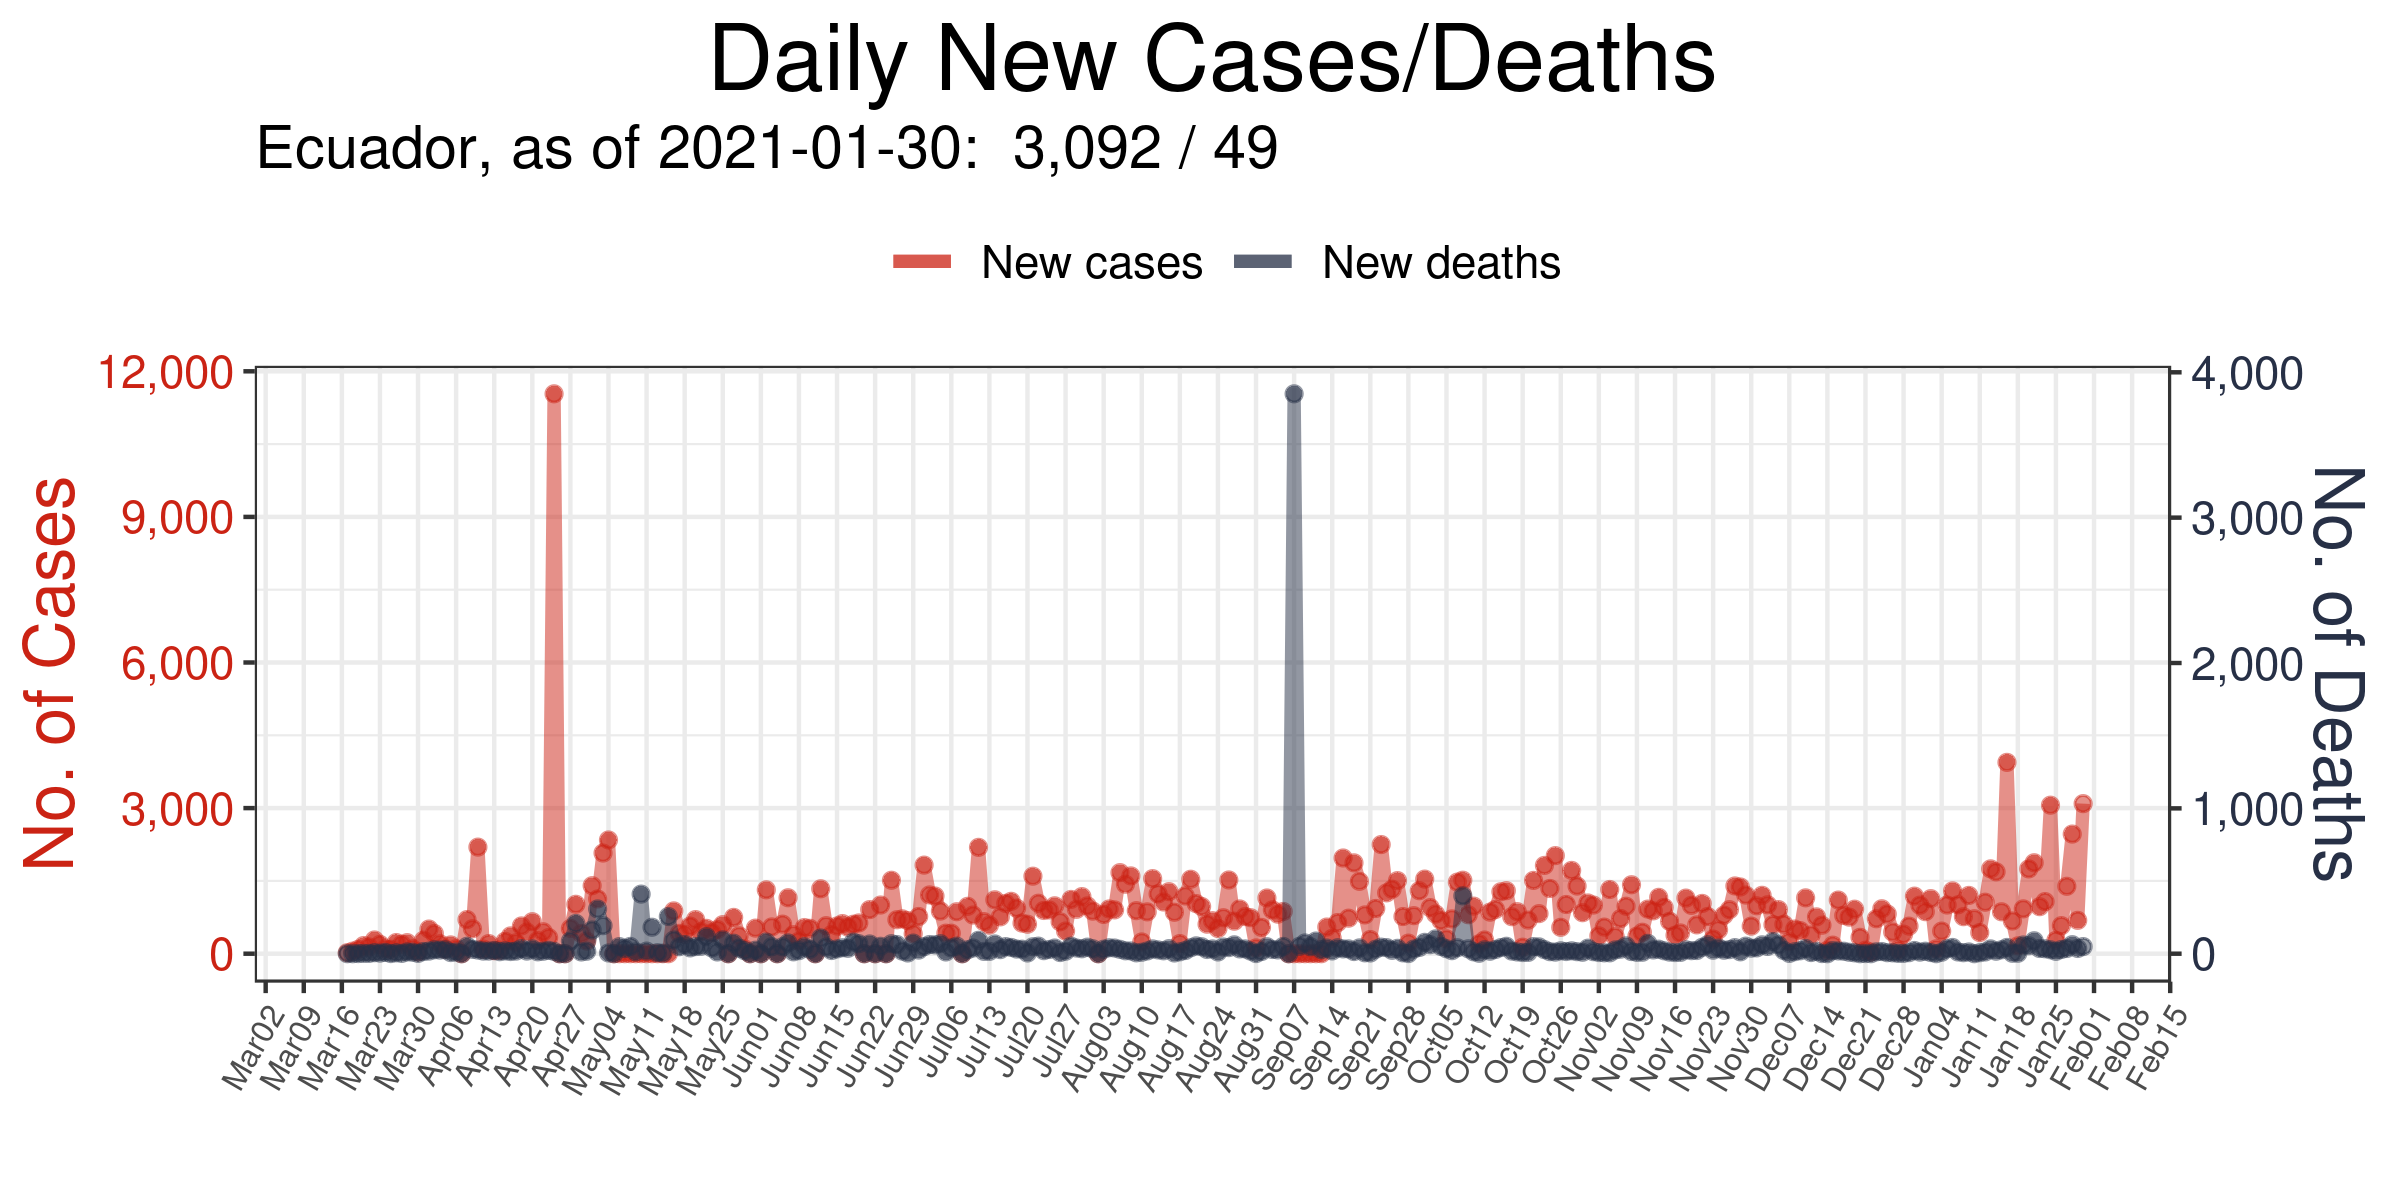 Daily New Cases/Deaths
Ecuador, as of 2021-01-30:  3,092 / 49
New cases
New deaths
No. of Cases
12,000
9,000
6,000
3,000
0
4,000
3,000
2,000
1,000
0
No. of Deaths
Mar02
Mar09
Mar16
Mar23
Mar30
Apr06
Apr13
Apr20
Apr27
May04
May11
May18
May25
Jun01
Jun08
Jun15
Jun22
Jun29
Jul06
Jul13
Jul20
Jul27
Aug03
Aug10
Aug17
Aug24
Aug31
Sep07
Sep14
Sep21
Sep28
Oct05
Oct12
Oct19
Oct26
Nov02
Nov09
Nov16
Nov23
Nov30
Dec07
Dec14
Dec21
Dec28
Jan04
Jan11
Jan18
Jan25
Feb01
Feb08
Feb15